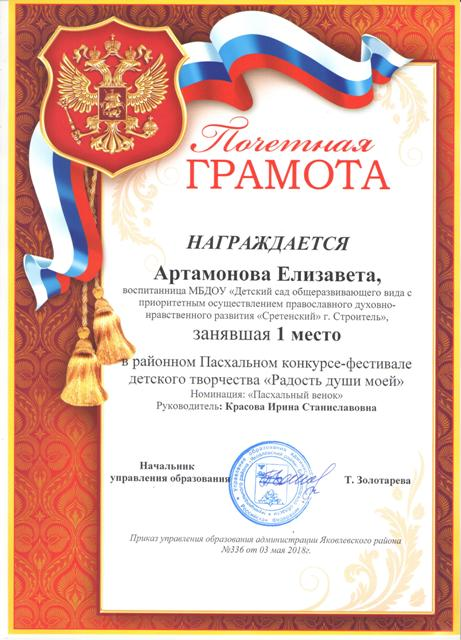 Почетная
ГРАМОТА
НАГРАЖДАЕТСЯ
Артамонова Елизавета,
воспитанница МБДОУ «Детский сад общеразвивающего вида с
приоритетным осуществлением православного духовно-
нравственного развития «Сретенский» г. Строитель»,
занявшая 1 место
в районном Пасхальном конкурсе-фестивале
детского творчества «Радость души моей»
Номинация: «Пасхальный венок»
Руководитель: Красова Ирина Станиславовна
Начальник
управления образования
Т. Золотарева
Приказ управления образования администрации Яковлевского района
№336 от 03 мая 2018г.